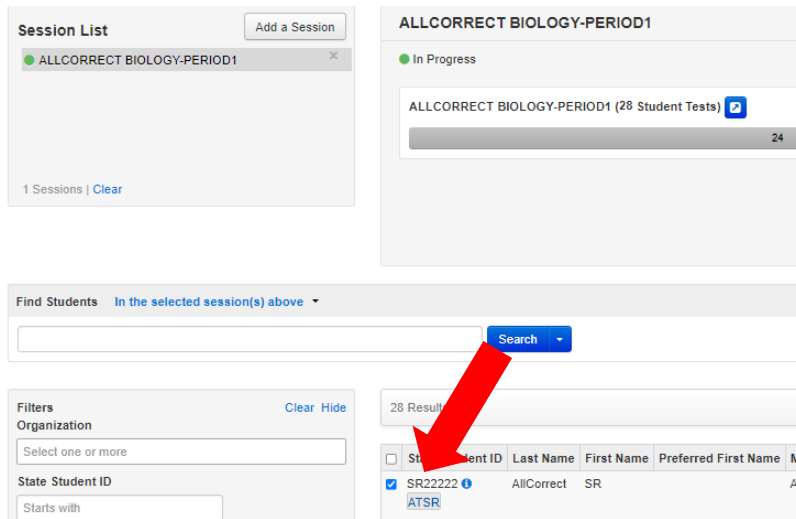 Session List
Add a Session
ALLCORRECT BIOLOGY-PERIOD1
1 Sessions | Clear
ALLCORRECT BIOLOGY-PERIOD1
In Progress
ALLCORRECT BIOLOGY-PERIOD1 (28 Student Tests)
24
Find Students In the selected session(s) above
Search
Filters
Clear Hide
Organization
Select one or more
State Student ID
Starts with
28
ID Last Name First Name Preferred First Name
SR22222 AllCorrect SR
ATSR